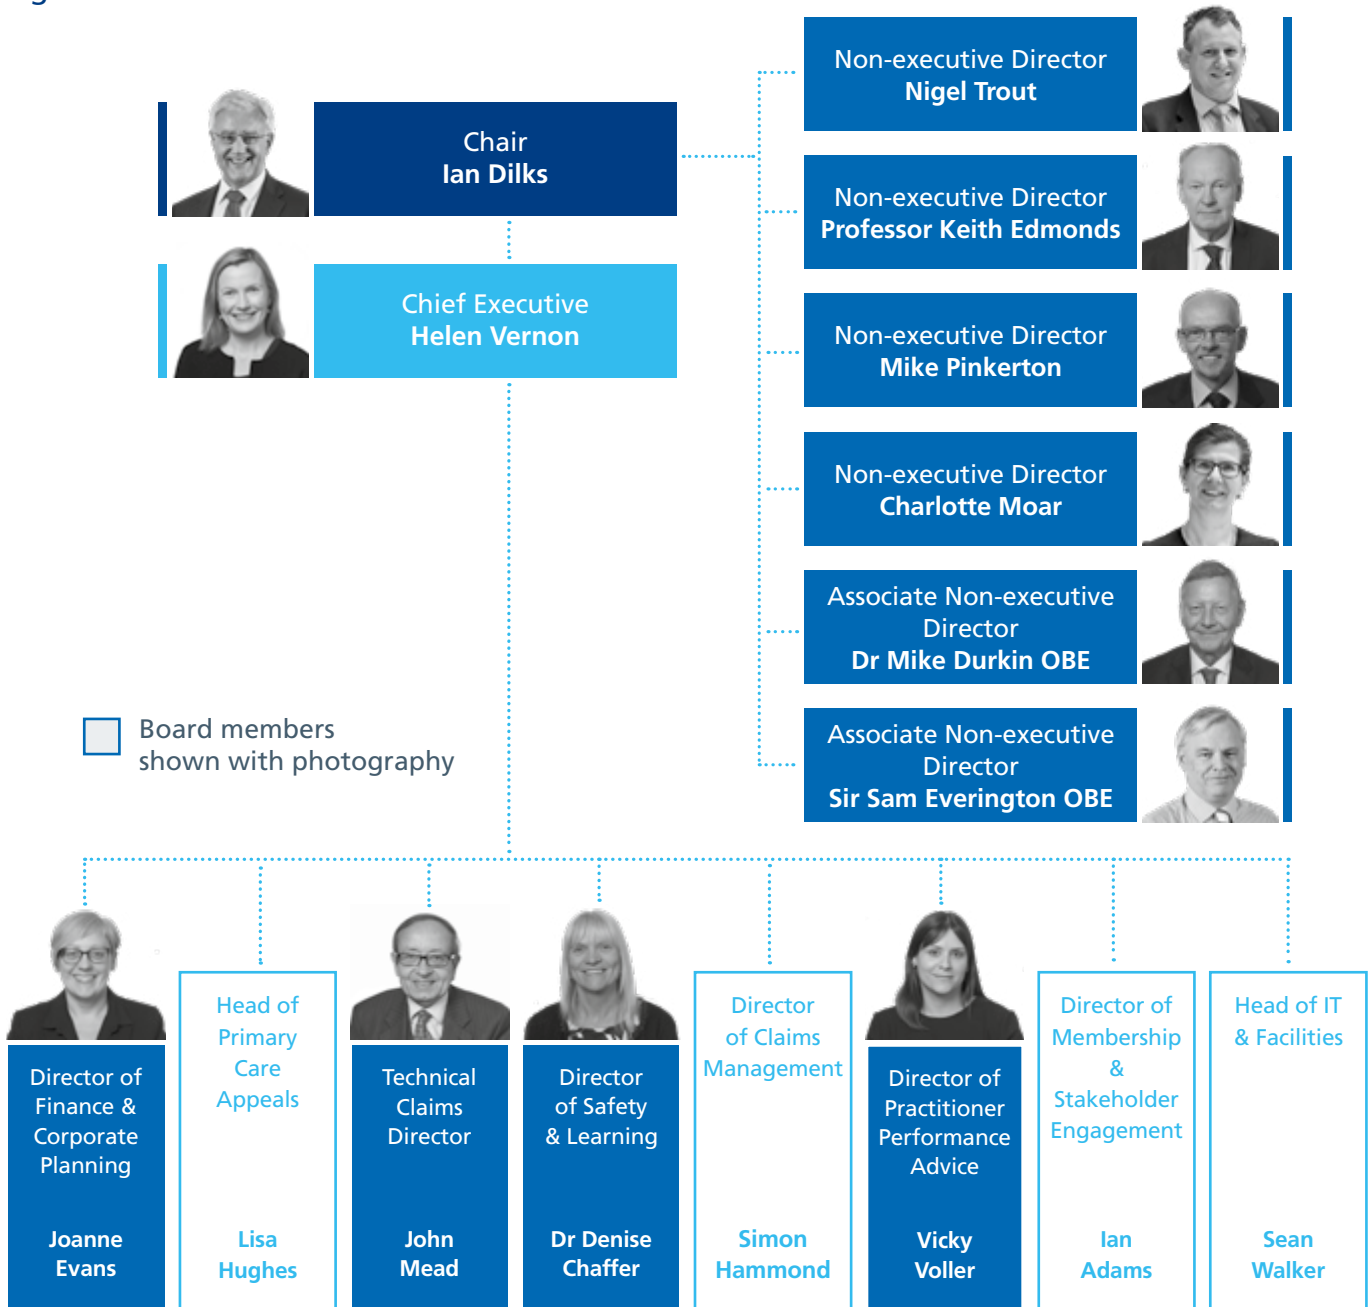 Chair
Ian Dilks
Chief Executive
Helen Vernon
Non-executive Director
Nigel Trout
Non-executive Director
Professor Keith Edmonds
Non-executive Director
Mike Pinkerton
Non-executive Director
Charlotte Moar
Associate Non-executive
Director
Dr Mike Durkin OBE
Associate Non-executive
Director
Sir Sam Everington OBE
Board members
shown with photography
Director of
Finance &
Corporate
Planning
Joanne
Evans
Head of
Primary
Care
Appeals
Lisa
Hughes
Technical
Claims
Director
John
Mead
Director
of Safety
& Learning
Dr Denise
Chaffer
Director
of Claims
Management
Simon
Hammond
Director of
Practitioner
Performance
Advice
Vicky
Voller
Director of
Membership
&
Stakeholder
Engagement
Ian
Adams
Head of IT
& Facilities
Sean
Walker